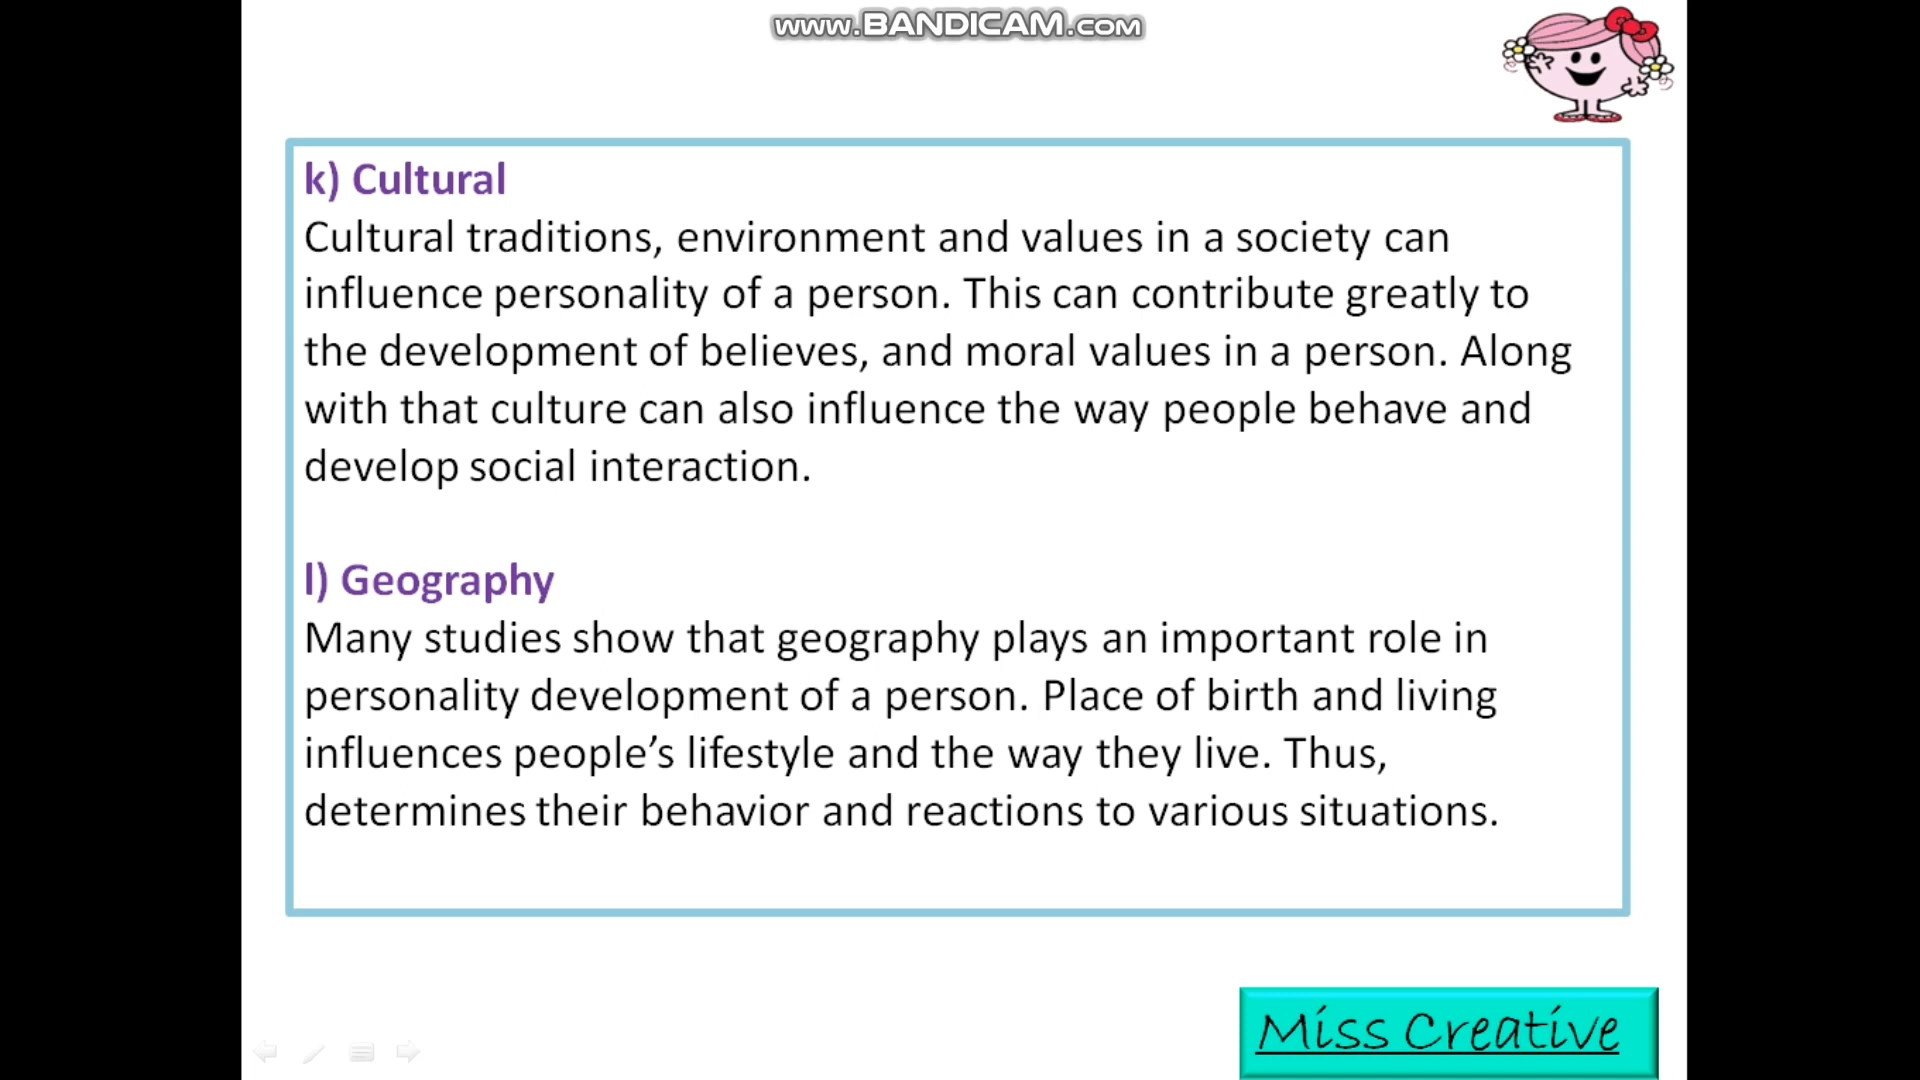 www.BANDICAM.com
k) Cultural
Cultural traditions, environment and values in a society can
influence personality of a person. This can contribute greatly to
the development of believes, and moral values in a person. Along
with that culture can also influence the way people behave and
develop social interaction.
l) Geography
Many studies show that geography plays an important role in
personality development of a person. Place of birth and living
influences people’s lifestyle and the way they live. Thus,
determines their behavior and reactions to various situations.
Miss Creative